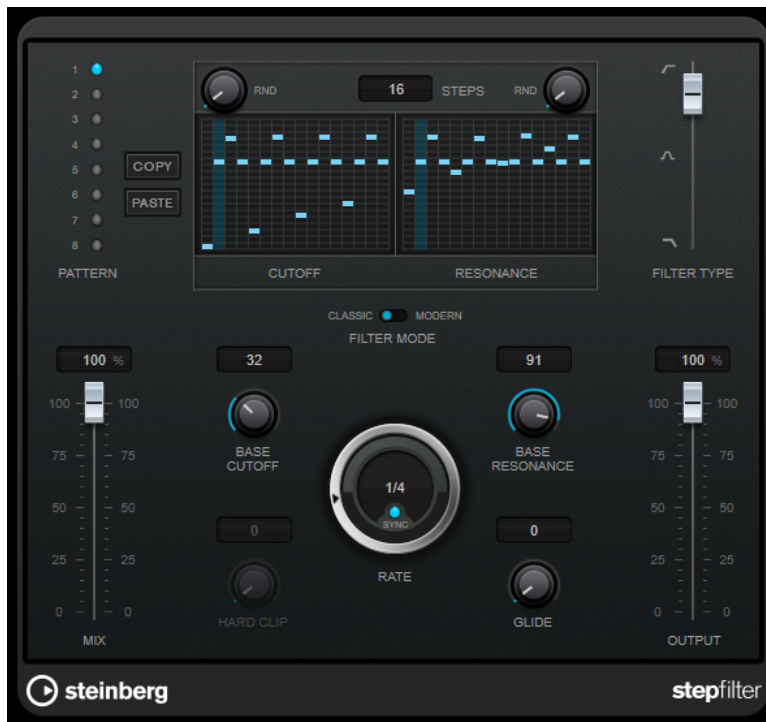 1
2
3
4
5
6
7
8
PATTERN
COPY
PASTE
RND
16
STEPS
RND
CUTOFF
RESONANCE
FILTER TYPE
CLASSIC
MODERN
FILTER MODE
100 %
32
91
100 %
100 100
75 75
50 50
25 25
0 0
MIX
BASE
CUTOFF
0
HARD CLIP
1/4
SYNC
RATE
BASE
RESONANCE
0
GLIDE
100 100
75 75
50 50
25 25
0 0
OUTPUT
steinberg
stepfilter